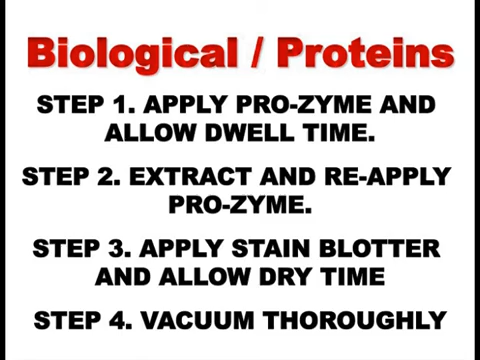 Biological / Proteins
STEP 1. APPLY PRO-ZYME AND
ALLOW DWELL TIME.
STEP 2. EXTRACT AND RE-APPLY
PRO-ZYME.
STEP 3. APPLY STAIN BLOTTER
AND ALLOW DRY TIME
STEP 4. VACUUM THOROUGHLY